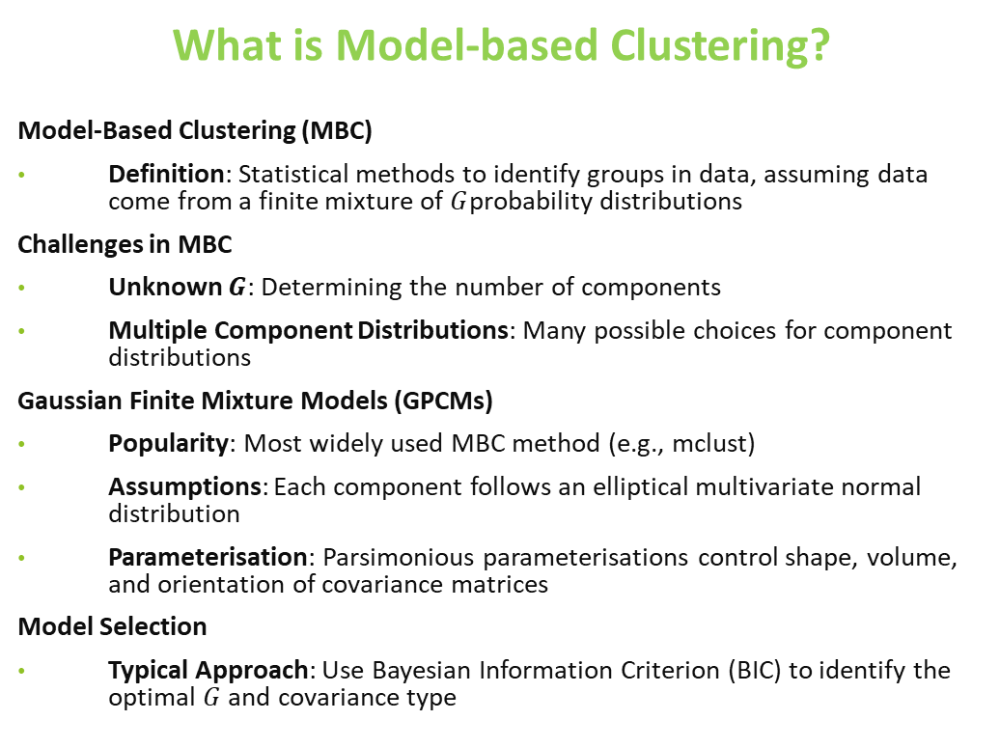 What is Model-based Clustering?
Model-Based Clustering (MBC)
• Definition: Statistical methods to identify groups in data, assuming data
come from a finite mixture of G probability distributions
Challenges in MBC
• Unknown G: Determining the number of components
• Multiple Component Distributions: Many possible choices for component
distributions
Gaussian Finite Mixture Models (GPCMs)
• Popularity: Most widely used MBC method (e.g., mclust)
• Assumptions: Each component follows an elliptical multivariate normal
distribution
• Parameterisation: Parsimonious parameterisations control shape, volume,
and orientation of covariance matrices
Model Selection
• Typical Approach: Use Bayesian Information Criterion (BIC) to identify the
optimal G and covariance type